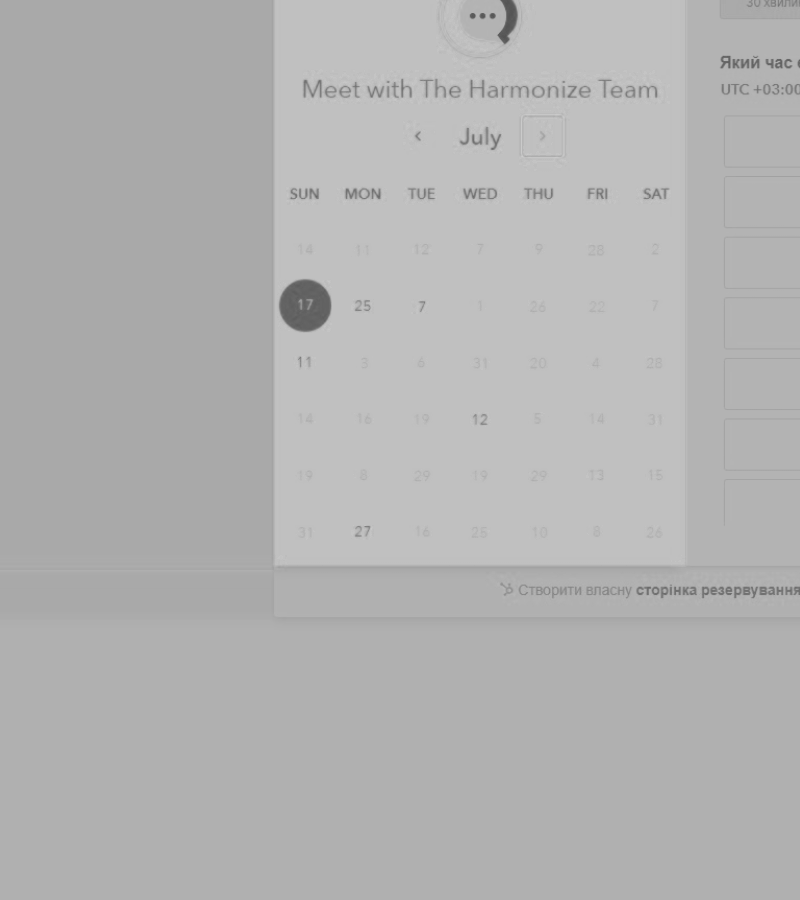 30 хвилин
Meet with The Harmonize Team
July
SUN MON TUE WED THU FRI SAT
14 11 12 7 9 28 2
17 25 7 1 26 22 7
11 3 6 31 20 4 28
14 16 19 12 5 14 31
19 8 29 19 29 13 15
31 27 16 25 10 8 26
Який час
UTC +03:00
Створити власну сторінка резервування